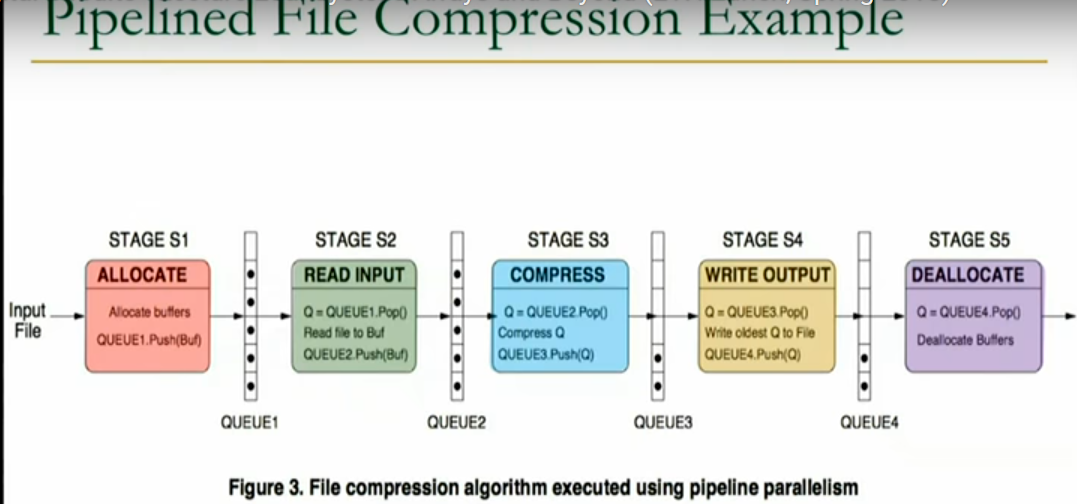 Pipelined File Compression Example
STAGE S1
ALLOCATE
Allocate buffers
QUEUE1.Push(Buf)
STAGE S2
READ INPUT
Q = QUEUE1.Pop()
Read file to Buf
QUEUE2.Push(Buf)
STAGE S3
COMPRESS
Q = QUEUE2.Pop()
Compress Q
QUEUE3.Push(Q)
STAGE S4
WRITE OUTPUT
Q = QUEUE3.Pop()
Write oldest Q to File
QUEUE4.Push(Q)
STAGE S5
DEALLOCATE
Q = QUEUE4.Pop()
Deallocate Buffers
Input
File
QUEUE1
QUEUE2
QUEUE3
QUEUE4
Figure 3. File compression algorithm executed using pipeline parallelism